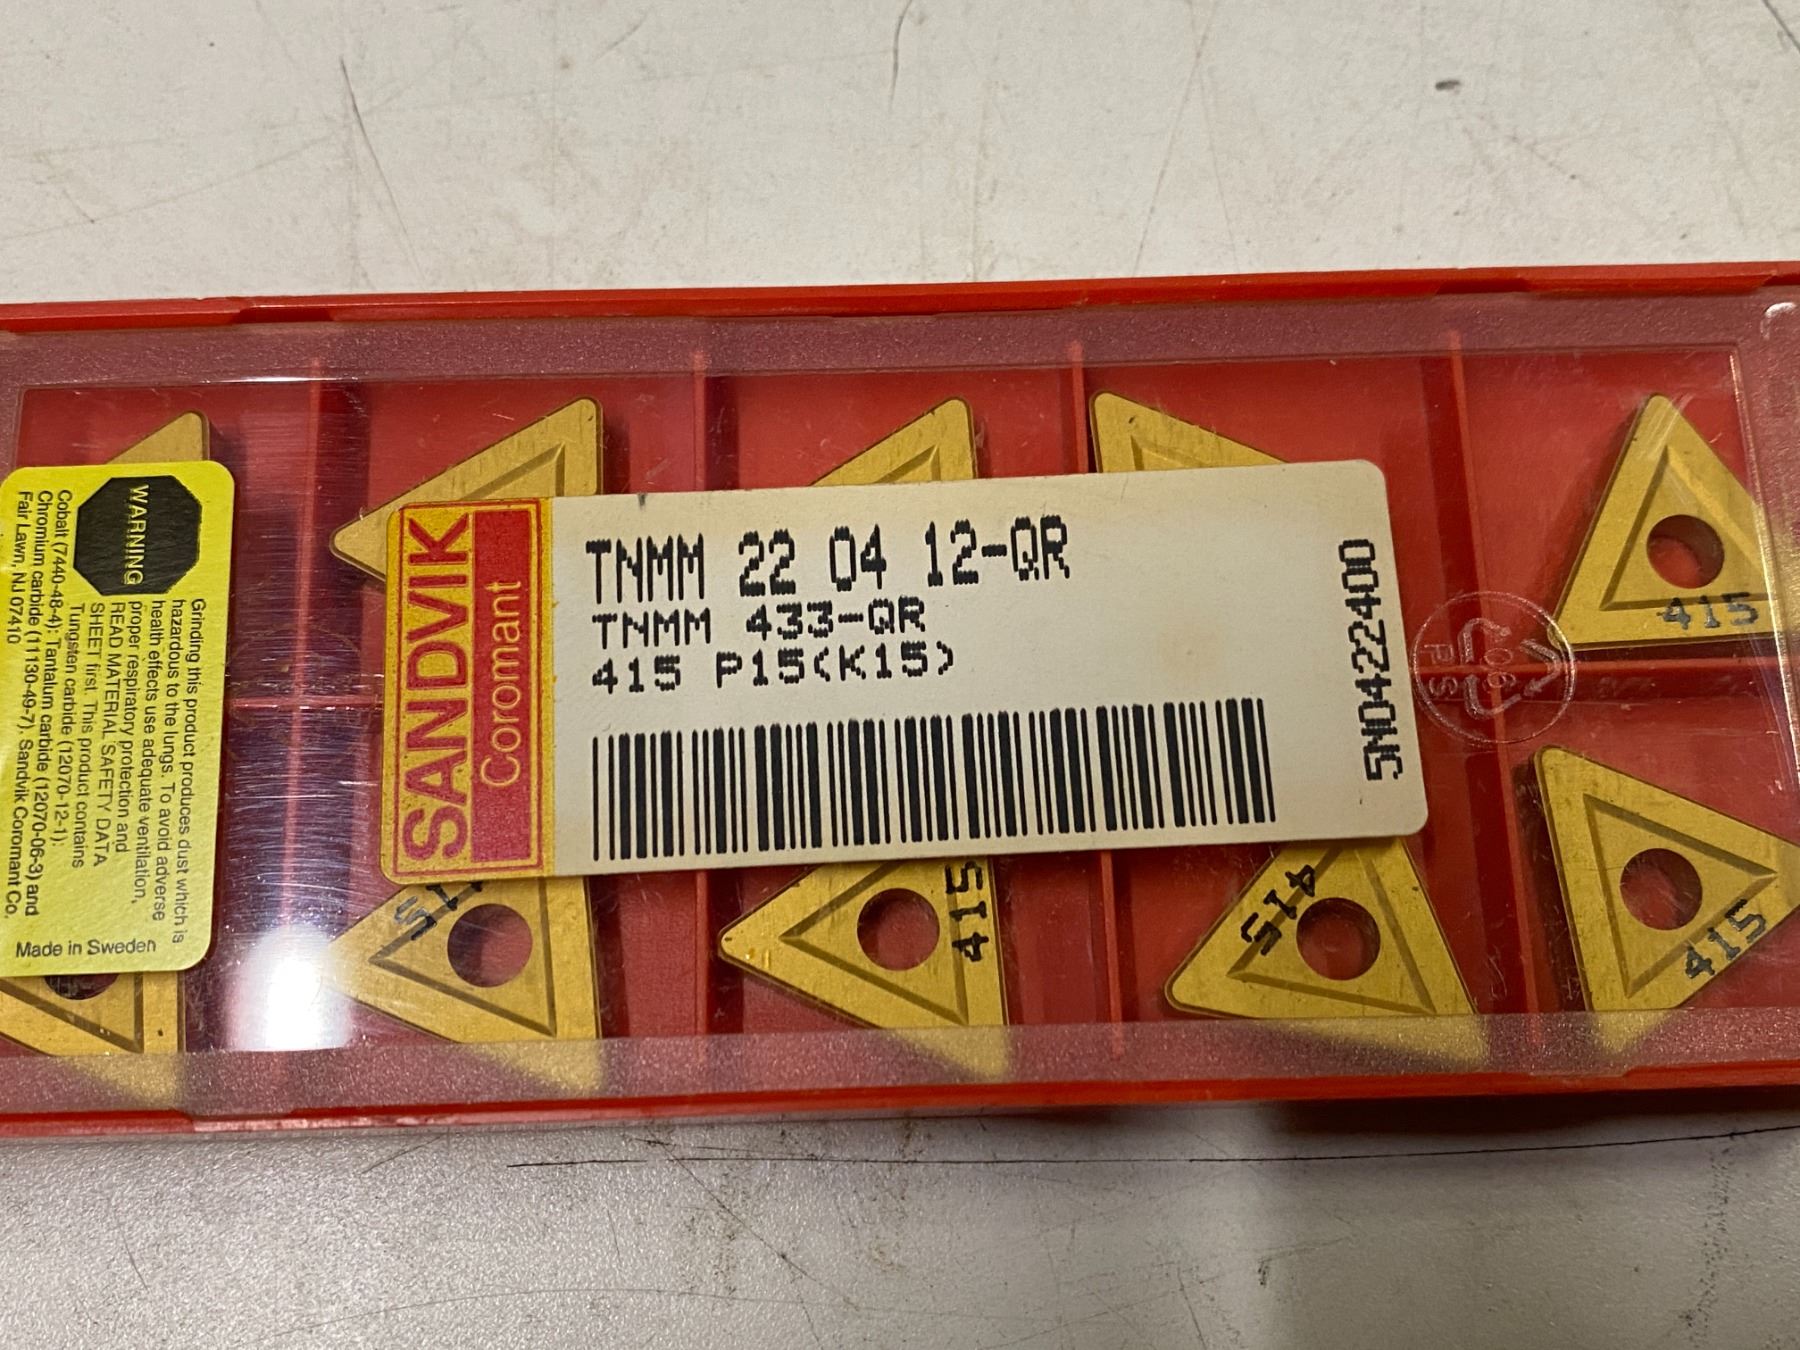 WARNING
Grinding this product produces dust which is
hazardous to the lungs. To avoid adverse
health effects use adequate ventilation,
proper respiratory protection and
READ MATERIAL SAFETY DATA
SHEET first. This product contains
Tungsten carbide (12070-12-1).
Cobalt (7440-48-4); Tantalum carbide (12070-06-3) and
Chromium carbide (11130-49-7). Sandvik Coromant Co.
Fair Lawn, NJ 07410
Made in Sweden
SANDVIK
Coromant
TNMM 22 04 12-QR
TNMM 433-QR
415 P15(K15)
5M0422400
06
PS
415
415
415
415
415